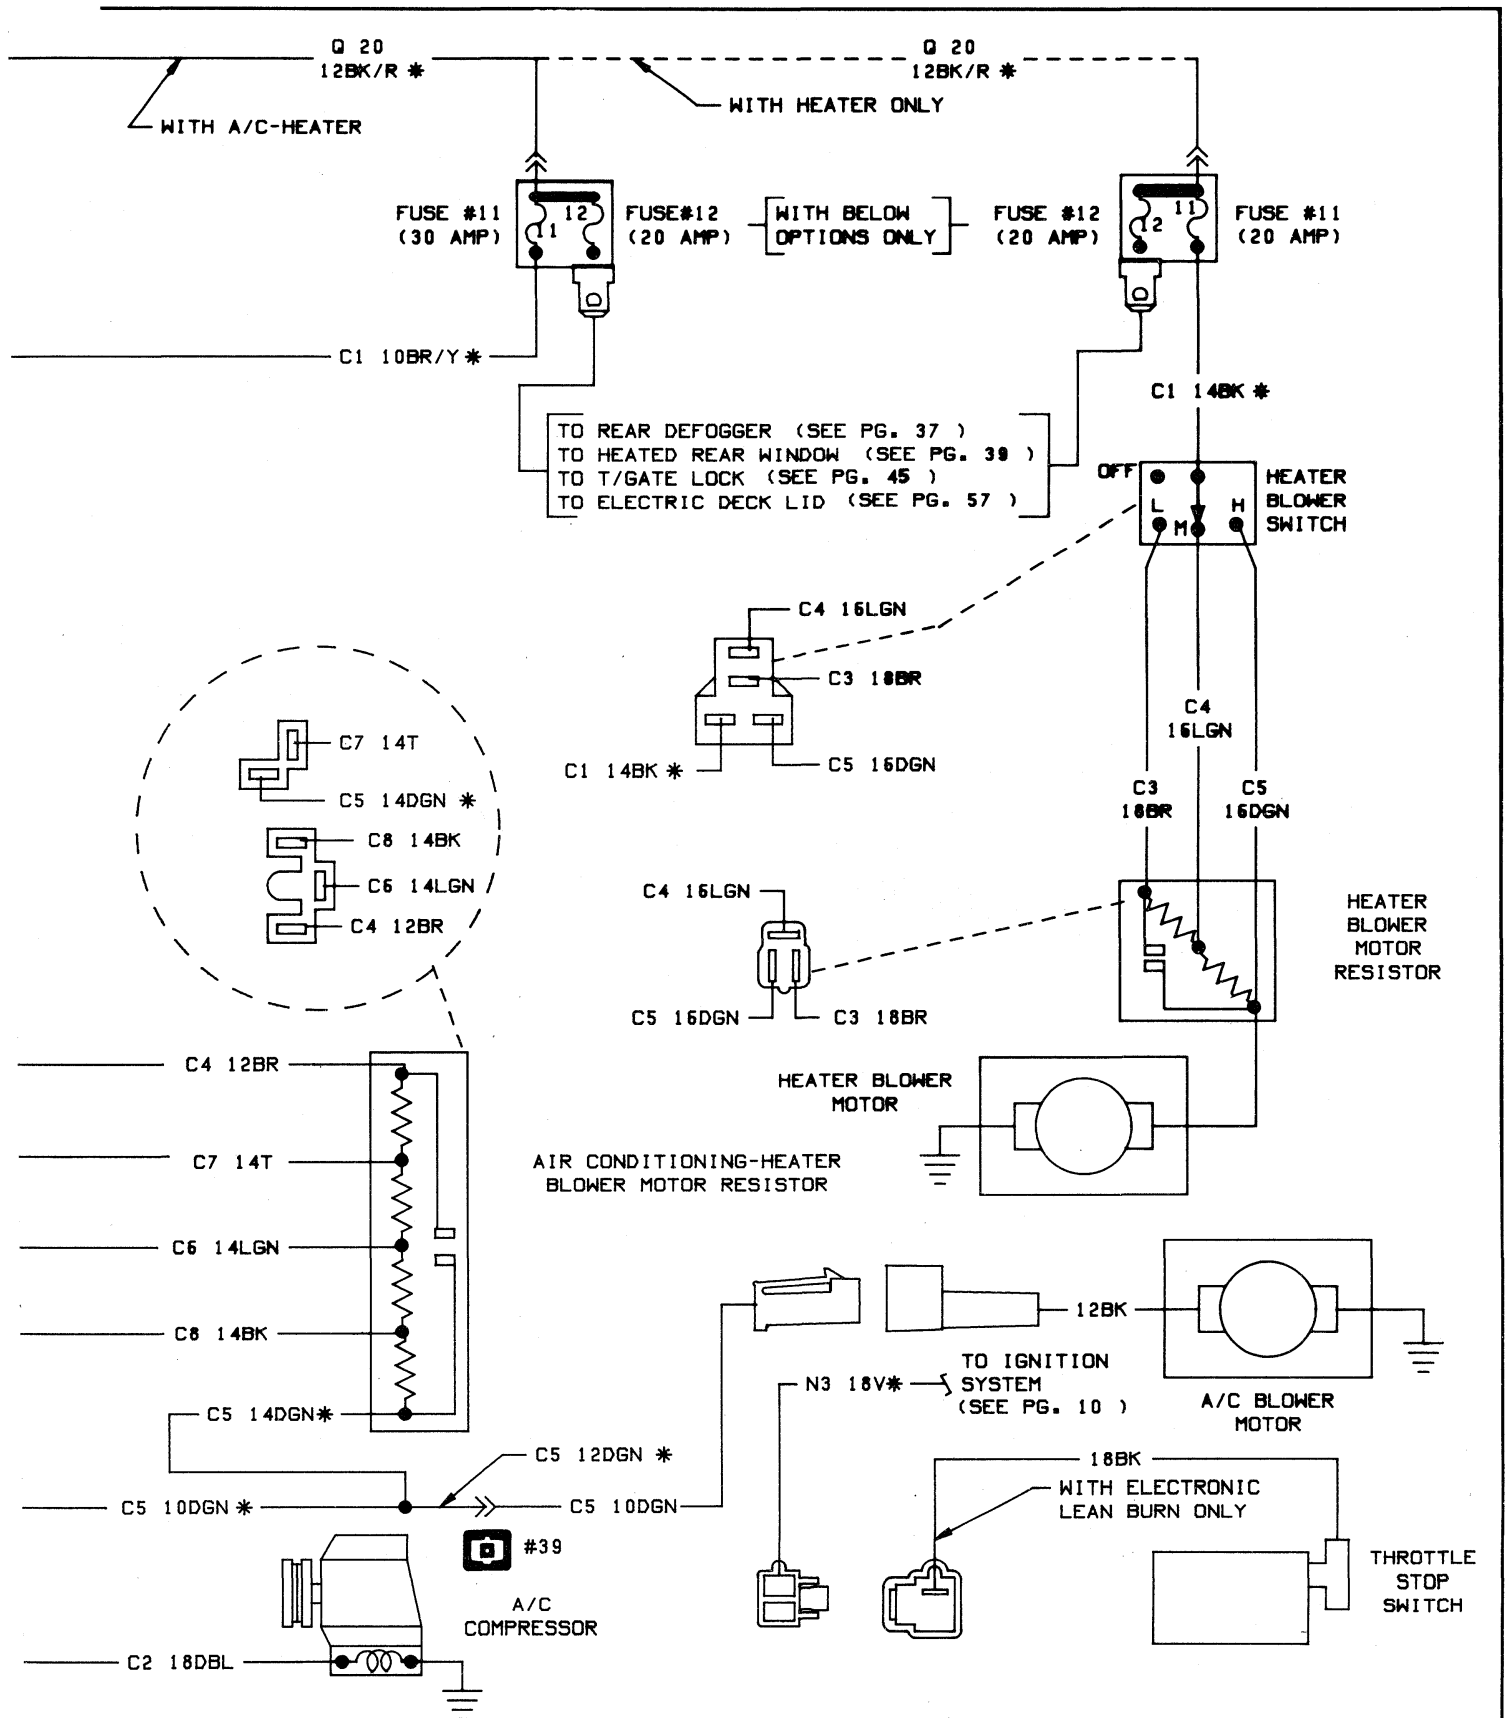 Q 20
12BK/R *
Q 20
12BK/R *
WITH HEATER ONLY
WITH A/C-HEATER
FUSE #11
(30 AMP)
11
12
FUSE#12
(20 AMP)
WITH BELOW
OPTIONS ONLY
FUSE #12
(20 AMP)
12
11
FUSE #11
(20 AMP)
C1 10BR/Y *
C1 14BK *
TO REAR DEFOGGER (SEE PG. 37 )
TO HEATED REAR WINDOW (SEE PG. 39 )
TO T/GATE LOCK (SEE PG. 45 )
TO ELECTRIC DECK LID (SEE PG. 57 )
OFF
L
M
H
HEATER
BLOWER
SWITCH
C4 16LGN
C3 18BR
C1 14BK *
C5 16DGN
C4
16LGN
C3
18BR
C5
16DGN
C7 14T
C5 14DGN *
C8 14BK
C6 14LGN
C4 12BR
C4 16LGN
C5 16DGN
C3 18BR
HEATER
BLOWER
MOTOR
RESISTOR
C4 12BR
HEATER BLOWER
MOTOR
C7 14T
AIR CONDITIONING-HEATER
BLOWER MOTOR RESISTOR
C6 14LGN
C8 14BK
12BK
N3 18V*
TO IGNITION
SYSTEM
(SEE PG. 10 )
A/C BLOWER
MOTOR
C5 14DGN*
C5 12DGN *
18BK
WITH ELECTRONIC
LEAN BURN ONLY
C5 10DGN *
C5 10DGN
#39
A/C
COMPRESSOR
THROTTLE
STOP
SWITCH
C2 18DBL